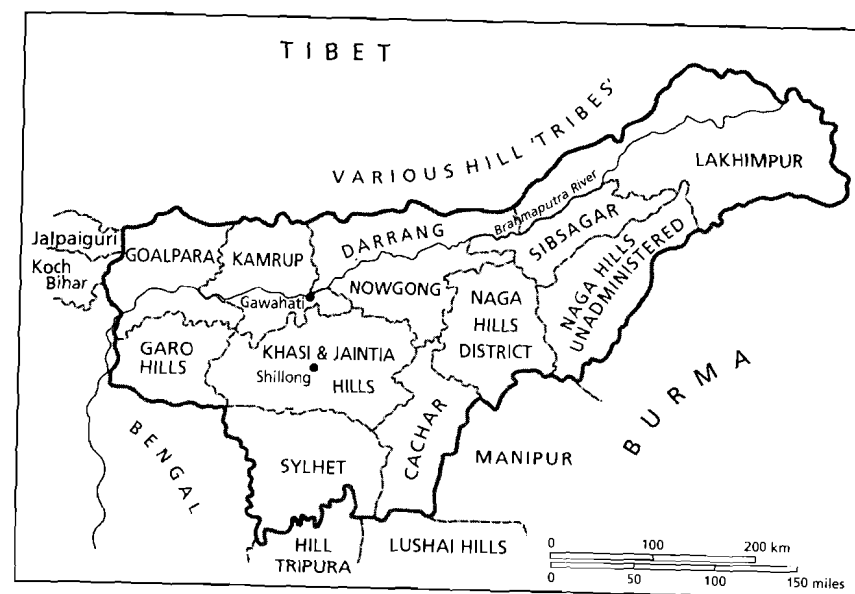 TIBET
VARIOUS HILL 'TRIBES'
LAKHIMPUR
Brahmaputra River
Jalpaiguri
Koch
Bihar
GOALPARA
KAMRUP
DARRANG
SIBSAGAR
NAGA HILLS
UNADMINISTERED
Gawahati
NOWGONG
NAGA
HILLS
DISTRICT
GARO
HILLS
KHASI & JAINTIA
HILLS
Shillong
BENGAL
SYLHET
CACHAR
MANIPUR
BURMA
HILL
TRIPURA
LUSHAI HILLS
0 100 200 km
0 50 100 150 miles